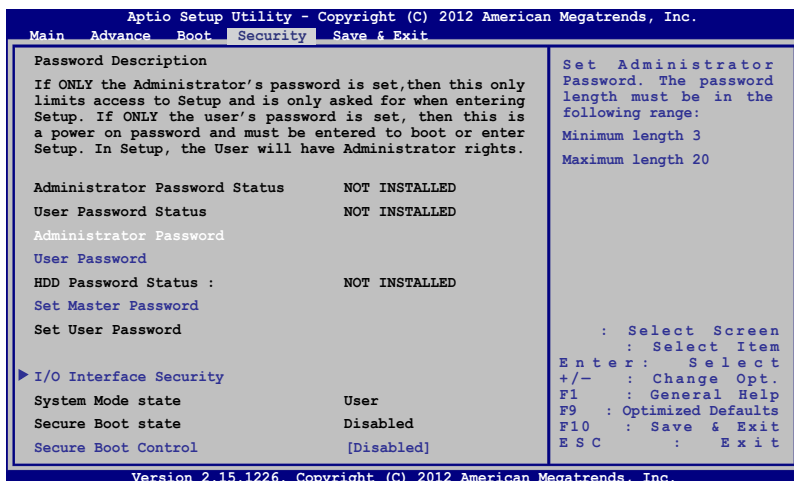 Aptio Setup Utility - Copyright (C) 2012 American Megatrends, Inc.
Main Advance Boot Security Save & Exit
Password Description
If ONLY the Administrator's password is set,then this only
limits access to Setup and is only asked for when entering
Setup. If ONLY the user's password is set, then this is
a power on password and must be entered to boot or enter
Setup. In Setup, the User will have Administrator rights.
Administrator Password Status NOT INSTALLED
User Password Status NOT INSTALLED
Administrator Password
User Password
HDD Password Status : NOT INSTALLED
Set Master Password
Set User Password
I/O Interface Security
System Mode state User
Secure Boot state Disabled
Secure Boot Control [Disabled]
Set Administrator
Password. The password
length must be in the
following range:
Minimum length 3
Maximum length 20
: Select Screen
: Select Item
Enter: Select
+/— : Change Opt.
F1 : General Help
F9 : Optimized Defaults
F10 : Save & Exit
ESC : Exit
Version 2.15.1226. Copyright (C) 2012 American Megatrends, Inc.